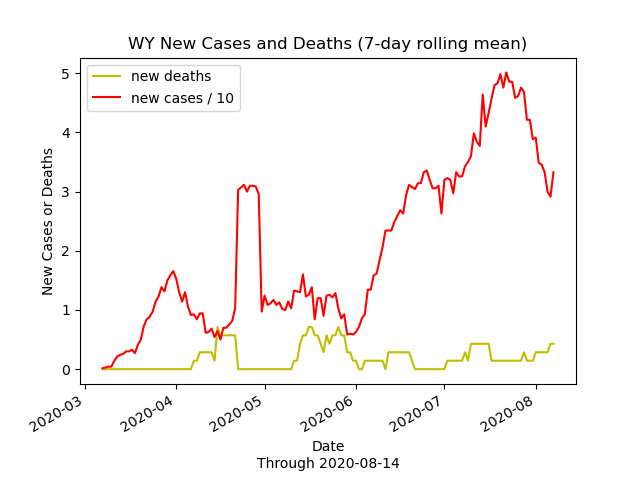 WY New Cases and Deaths (7-day rolling mean)
new deaths
new cases / 10
New Cases or Deaths
5
4
3
2
1
0
2020-03
2020-04
2020-05
2020-06
2020-07
2020-08
Date
Through 2020-08-14